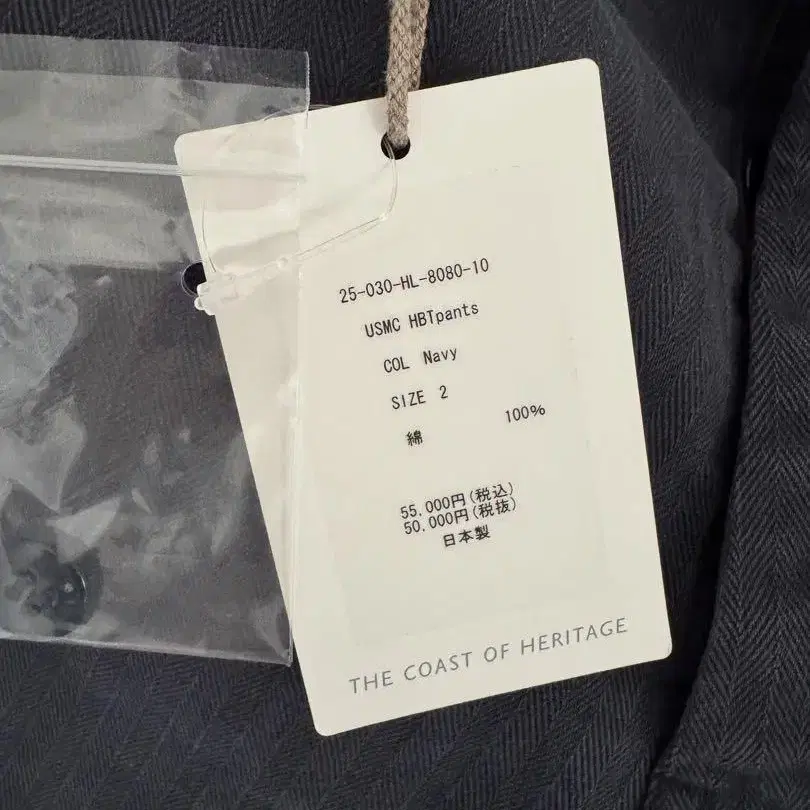 25-030-HL-8080-10
USMC HBTpants
COL Navy
SIZE 2
綿 100%
55,000円(税込)
50,000円(税抜)
日本製
THE COAST OF HERITAGE